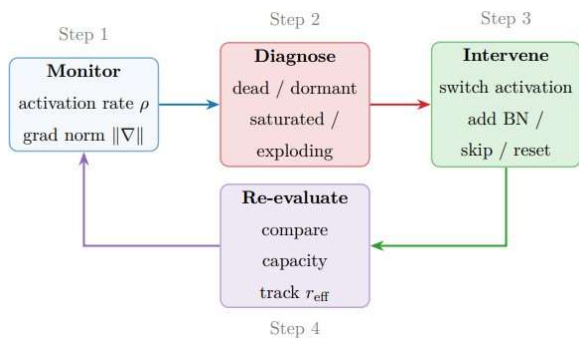 Step 1
Monitor
activation rate ρ
grad norm ‖∇‖
Step 2
Diagnose
dead / dormant
saturated /
exploding
Step 3
Intervene
switch activation
add BN /
skip / reset
Re-evaluate
compare
capacity
track r_eff
Step 4